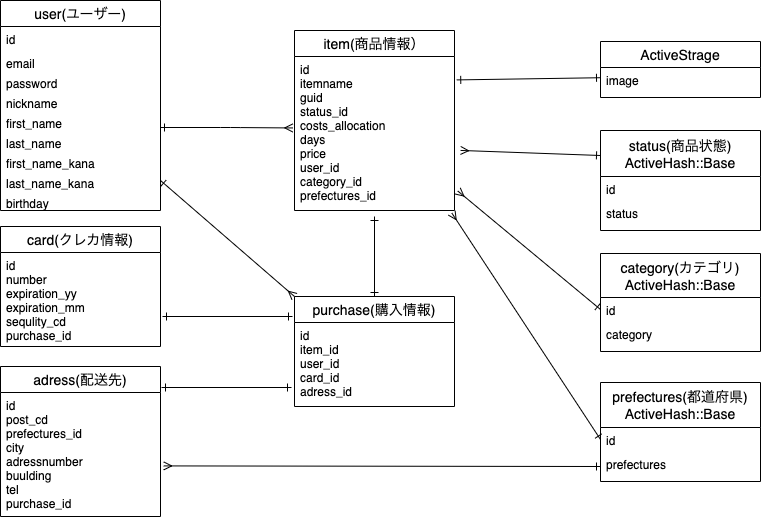 user(ユーザー)
id
email
password
nickname
first_name
last_name
first_name_kana
last_name_kana
birthday
card(クレカ情報)
id
number
expiration_yy
expiration_mm
sequlity_cd
purchase_id
adress(配送先)
id
post_cd
prefectures_id
city
adressnumber
buulding
tel
purchase_id
item(商品情報）
id
itemname
guid
status_id
costs_allocation
days
price
user_id
category_id
prefectures_id
purchase(購入情報)
id
item_id
user_id
card_id
adress_id
ActiveStrage
image
status(商品状態)
ActiveHash::Base
id
status
category(カテゴリ)
ActiveHash::Base
id
category
prefectures(都道府県)
ActiveHash::Base
id
prefectures